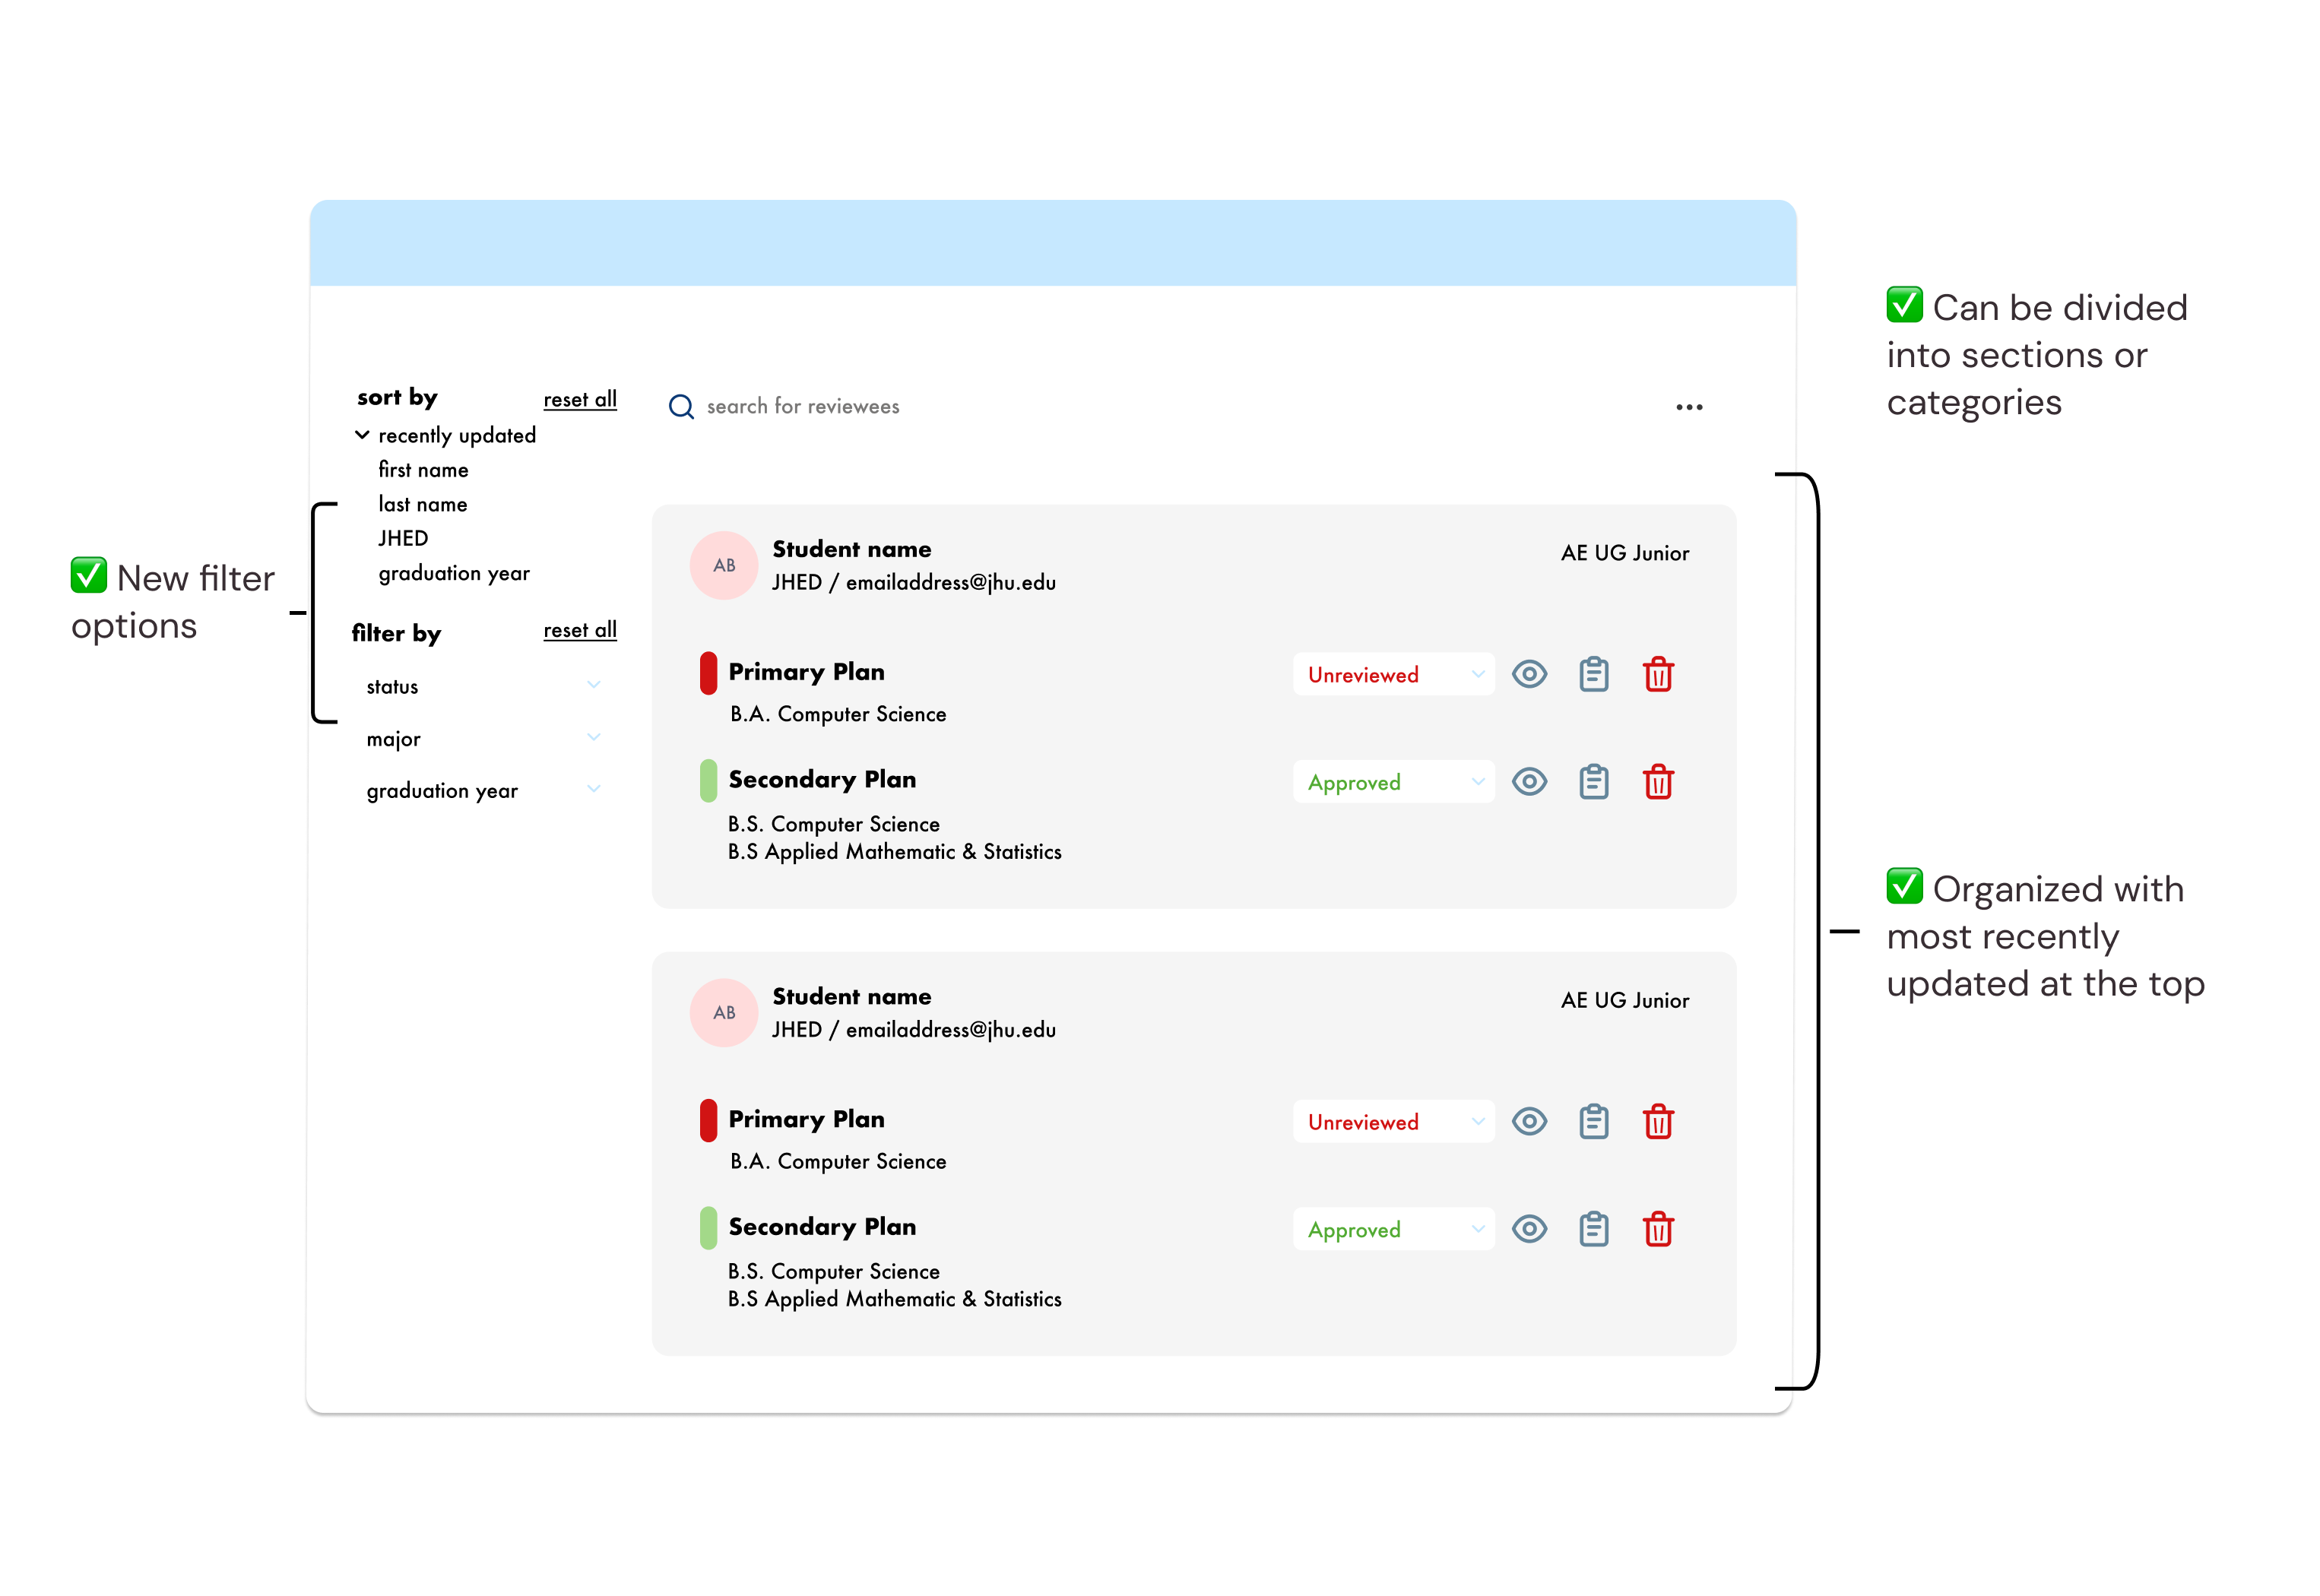 ✅ New filter
options
sort by
reset all
recently updated
first name
last name
JHED
graduation year
filter by
reset all
status
major
graduation year
search for reviewees
AB
Student name
JHED / emailaddress@jhu.edu
AE UG Junior
Primary Plan
Unreviewed
B.A. Computer Science
Secondary Plan
Approved
B.S. Computer Science
B.S Applied Mathematic & Statistics
AB
Student name
JHED / emailaddress@jhu.edu
AE UG Junior
Primary Plan
Unreviewed
B.A. Computer Science
Secondary Plan
Approved
B.S. Computer Science
B.S Applied Mathematic & Statistics
✅ Can be divided
into sections or
categories
✅ Organized with
most recently
updated at the top